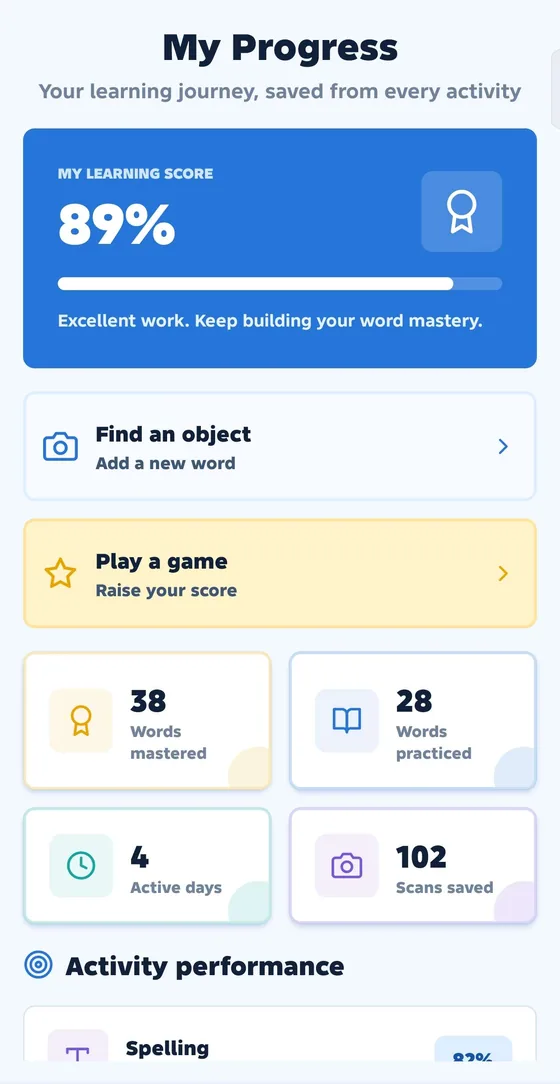 My Progress
Your learning journey, saved from every activity
MY LEARNING SCORE
89%
Excellent work. Keep building your word mastery.
Find an object
Add a new word
Play a game
Raise your score
38
Words
mastered
28
Words
practiced
4
Active days
102
Scans saved
Activity performance
Spelling
82%